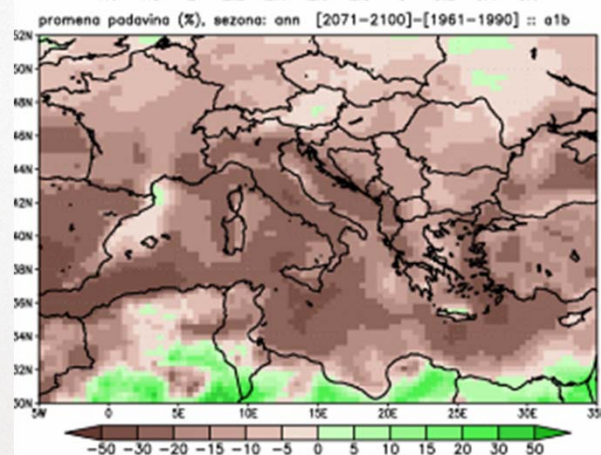 promena padavina (%), sezona: ann [2071-2100]-[1961-1990] :: a1b
52N
50N
48N
46N
44N
42N
40N
38N
36N
34N
32N
30N
5W 0 5E 10E 15E 20E 25E 30E 35E
-50 -30 -20 -15 -10 -5 0 5 10 15 20 30 50